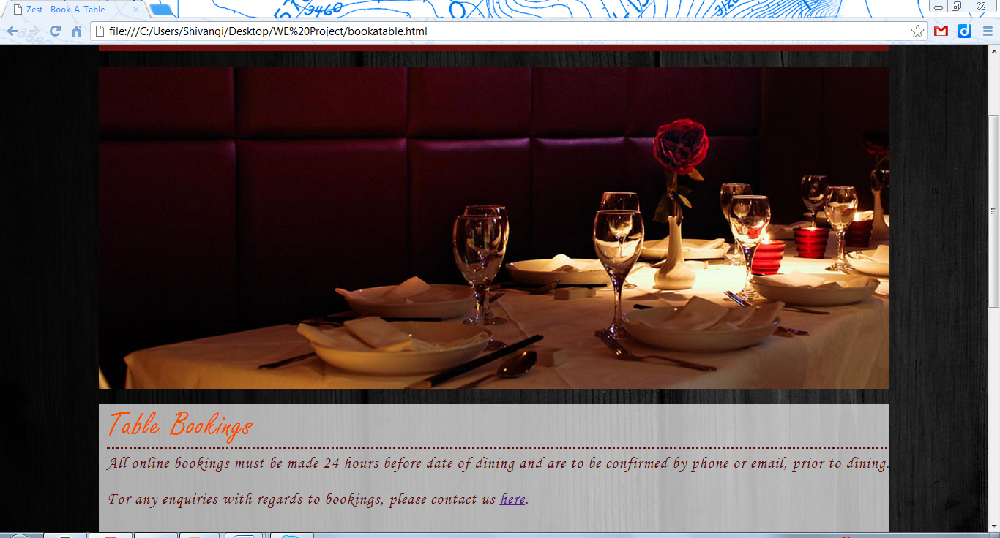 Zest - Book-A-Table
file:///C:/Users/Shivangi/Desktop/WE%20Project/bookatable.html
Table Bookings
All online bookings must be made 24 hours before date of dining and are to be confirmed by phone or email, prior to dining.
For any enquiries with regards to bookings, please contact us here.